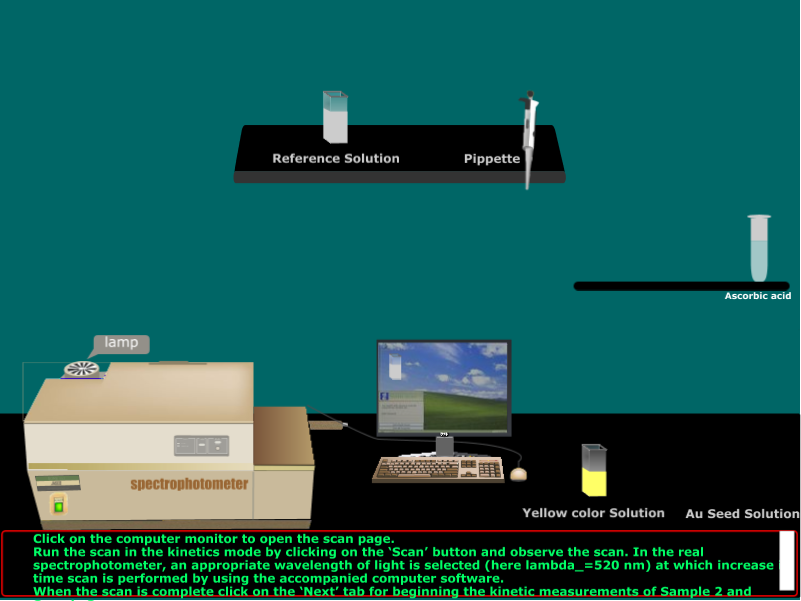 Reference Solution
Pippette
Ascorbic acid
lamp
spectrophotometer
Yellow color Solution
Au Seed Solution
Click on the computer monitor to open the scan page.
Run the scan in the kinetics mode by clicking on the ‘Scan’ button and observe the scan. In the real
spectrophotometer, an appropriate wavelength of light is selected (here lambda_=520 nm) at which increase
time scan is performed by using the accompanied computer software.
When the scan is complete click on the ‘Next’ tab for beginning the kinetic measurements of Sample 2 and